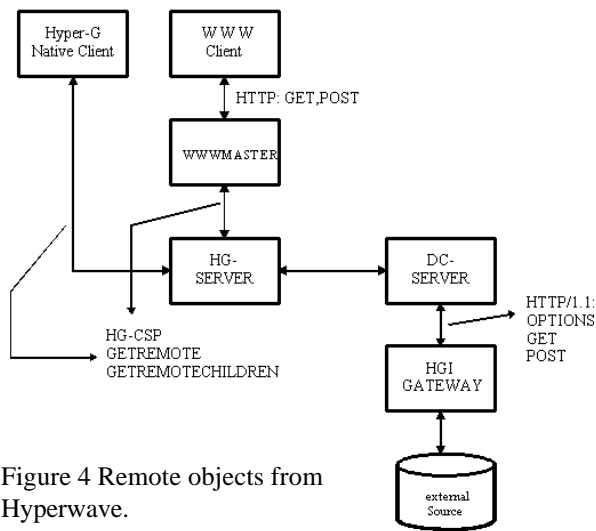 Hyper-G
Native Client
W W W
Client
HTTP: GET,POST
WWWMASTER
HG-
SERVER
DC-
SERVER
HTTP/1.1:
OPTIONS
GET
POST
HG-CSP
GETREMOTE
GETREMOTECHILDREN
HGI
GATEWAY
external
Source
Figure 4 Remote objects from
Hyperwave.